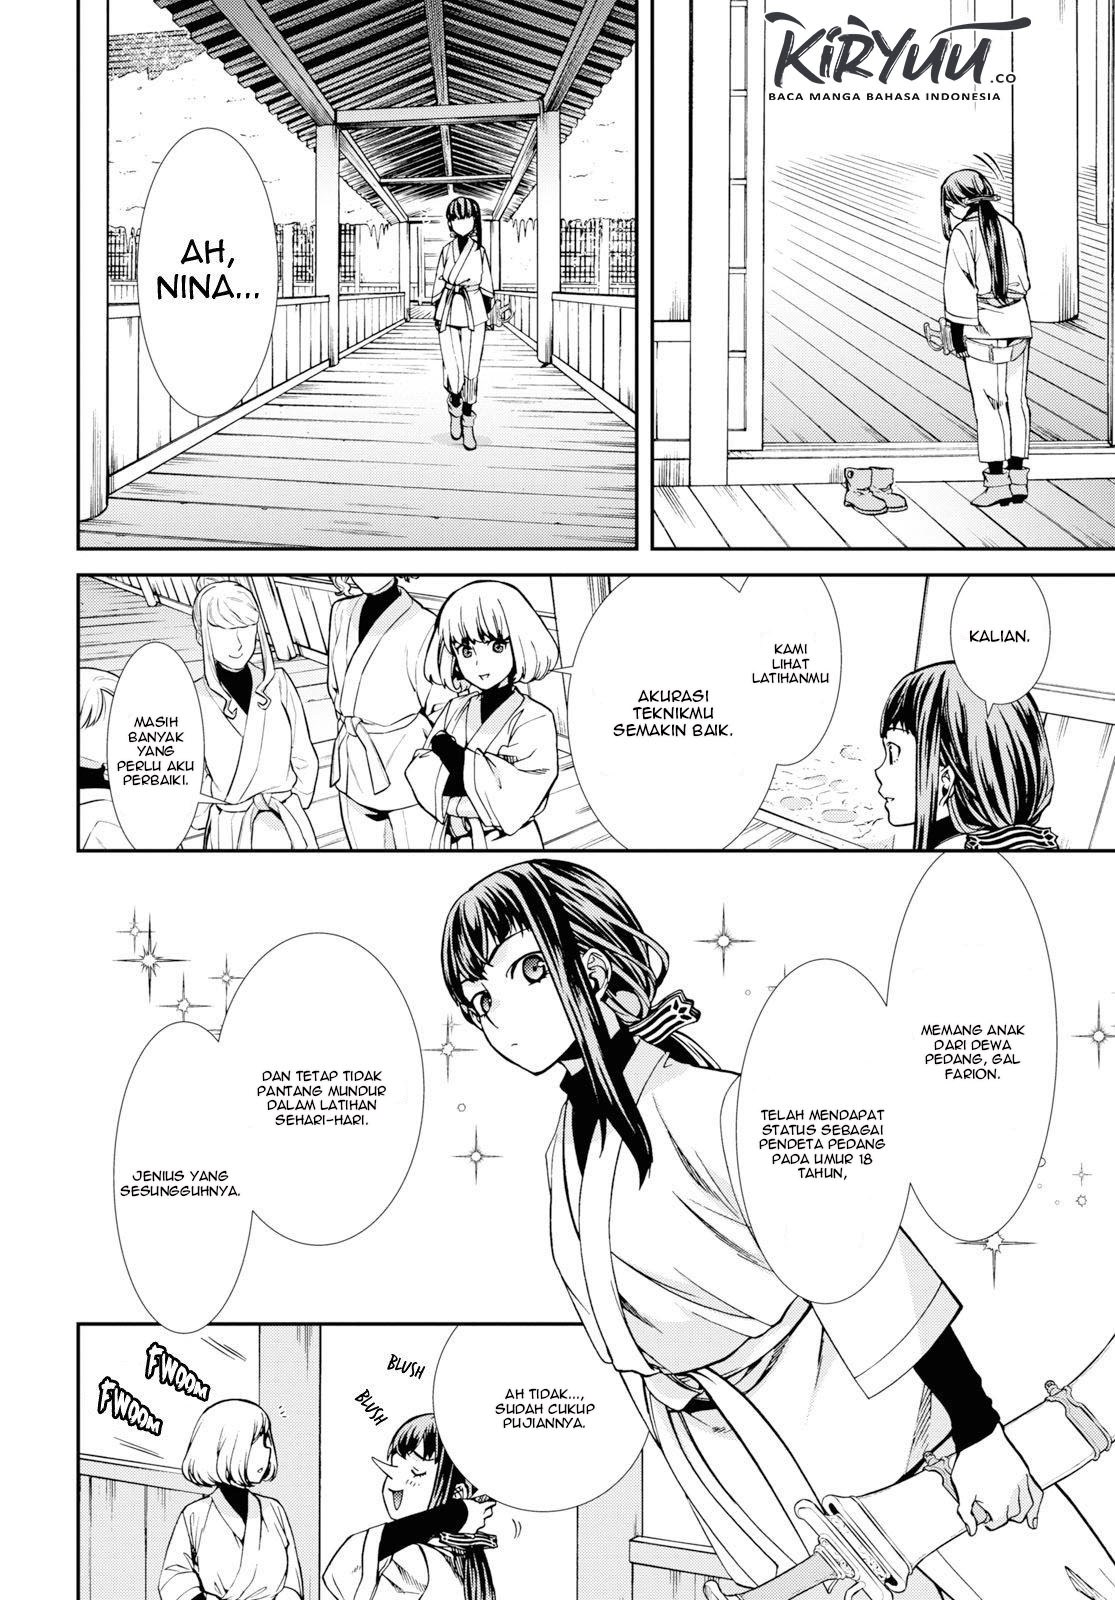 KIRYUU.CO
BACA MANGA BAHASA INDONESIA
AH,
NINA...
KALIAN.
KAMI
LIHAT
LATIHANMU
AKURASI
TEKNIKMU
SEMAKIN BAIK.
MASIH
BANYAK
YANG
PERLU AKU
PERBAIKI.
MEMANG ANAK
DARI DEWA
PEDANG, GAL
FARION.
TELAH MENDAPAT
STATUS SEBAGAI
PENDETA PEDANG
PADA UMUR 18
TAHUN,
DAN TETAP TIDAK
PANTANG MUNDUR
DALAM LATIHAN
SEHARI-HARI.
JENIUS YANG
SESUNGGUHNYA.
AH TIDAK...,
SUDAH CUKUP
PUJIANNYA.
BLUSH
BLUSH
FWOOM
FWOOM